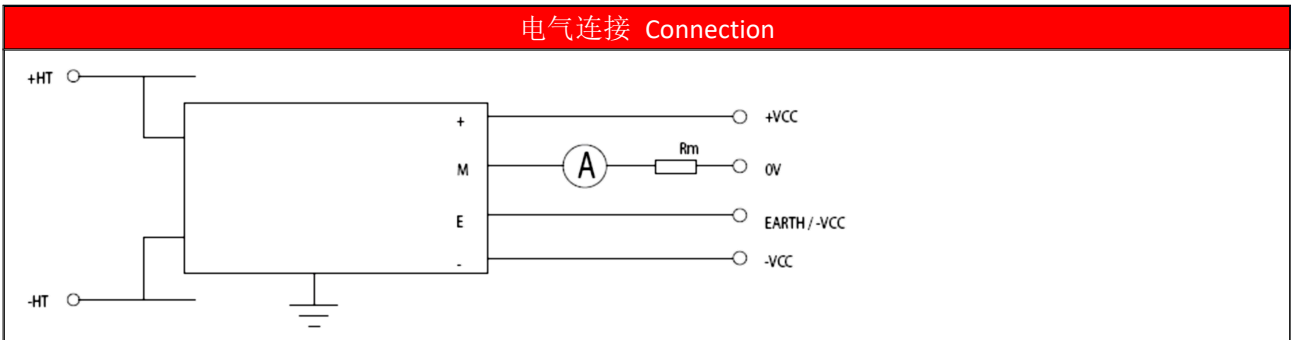 电气连接 Connection
+HT
+
+VCC
M
A
Rm
0V
E
EARTH / -VCC
-
-VCC
-HT